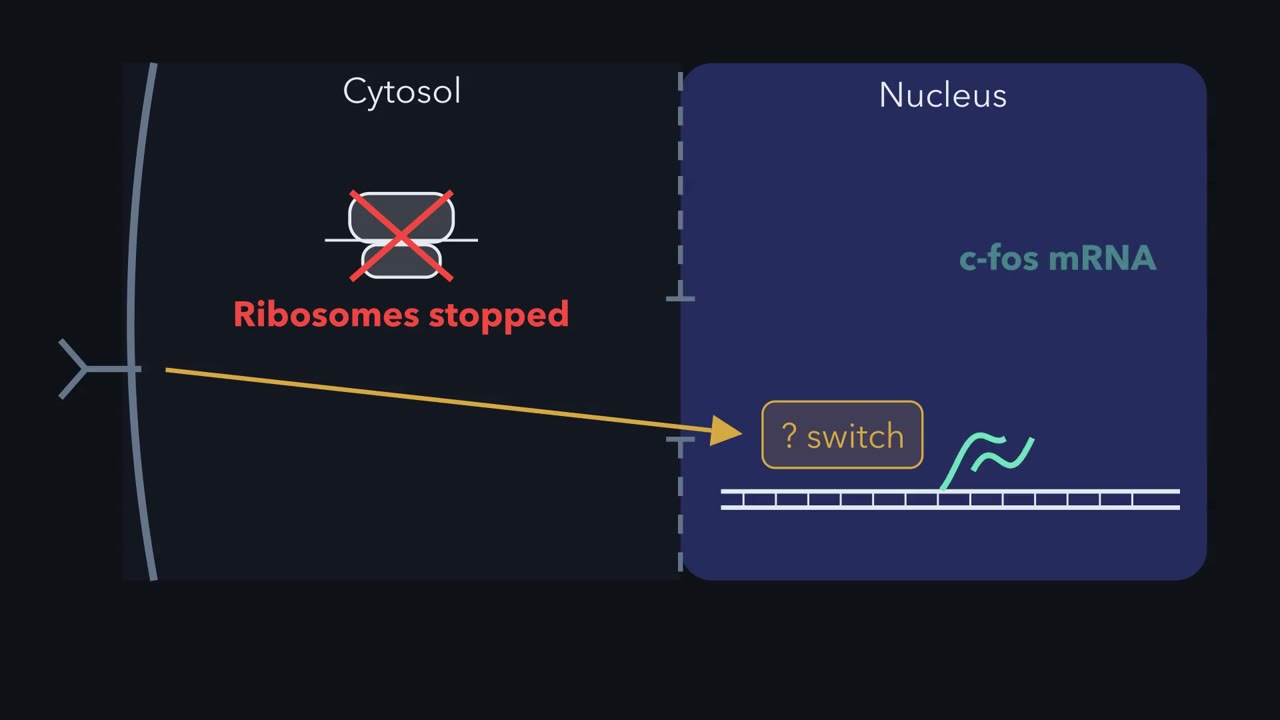 Cytosol
Nucleus
c-fos mRNA
Ribosomes stopped
? switch